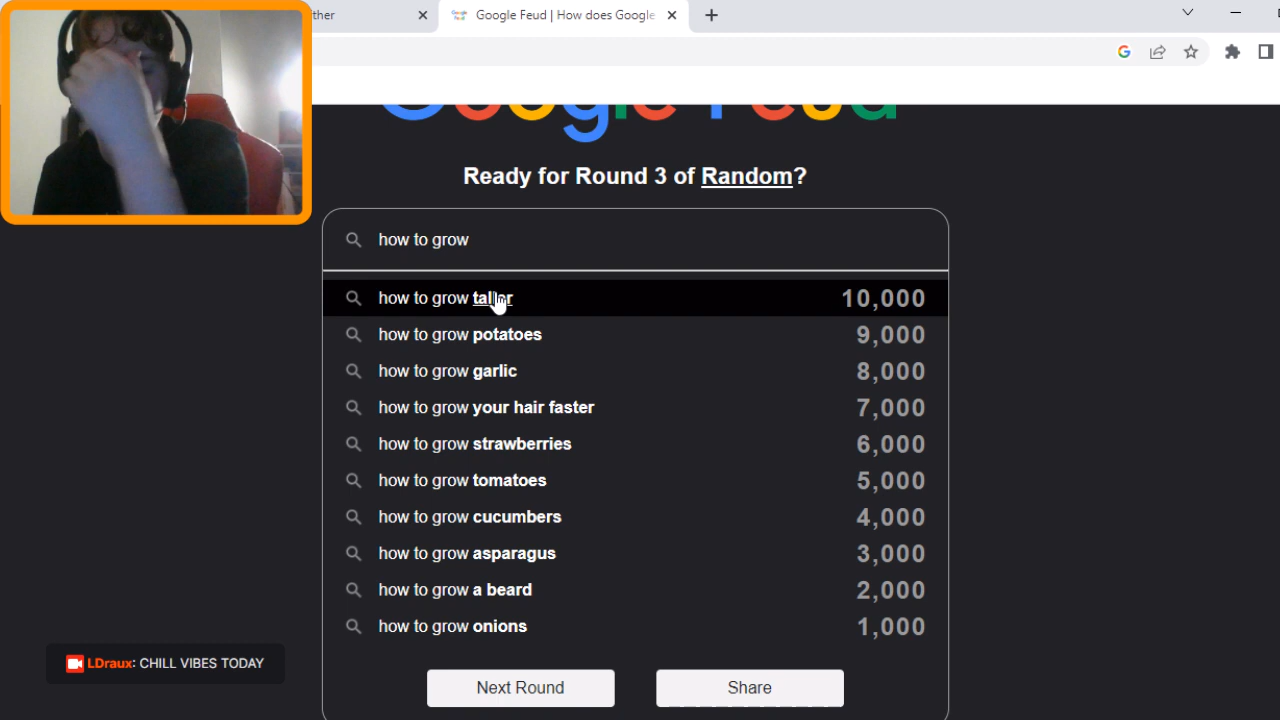 ther
Google Feud | How does Google
Google Feud
Ready for Round 3 of Random?
how to grow
how to grow taller 10,000
how to grow potatoes 9,000
how to grow garlic 8,000
how to grow your hair faster 7,000
how to grow strawberries 6,000
how to grow tomatoes 5,000
how to grow cucumbers 4,000
how to grow asparagus 3,000
how to grow a beard 2,000
how to grow onions 1,000
LDraux: CHILL VIBES TODAY
Next Round Share